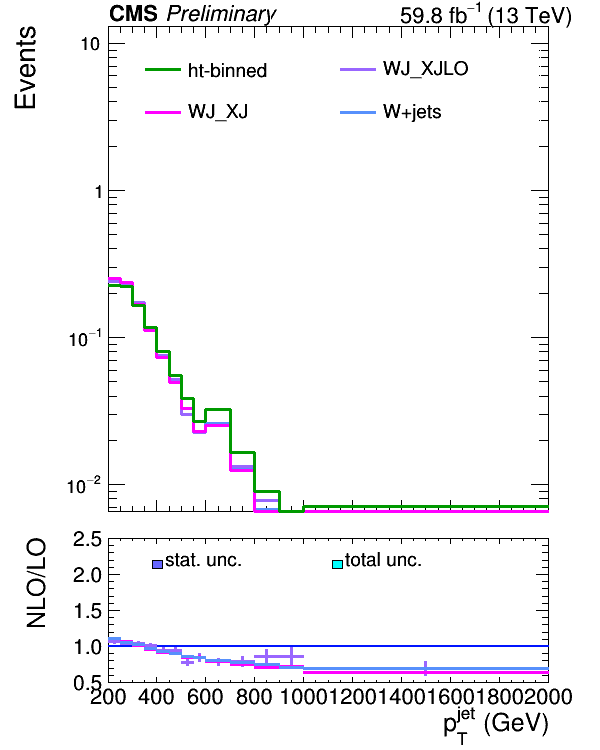 CMS Preliminary 59.8 fb⁻¹ (13 TeV)
Events
10
1
10⁻¹
10⁻²
ht-binned
WJ_XJLO
WJ_XJ
W+jets
NLO/LO
2.5
2.0
1.5
1.0
0.5
stat. unc.
total unc.
200 400 600 800 1000 1200 1400 1600 1800 2000
p_T^jet (GeV)